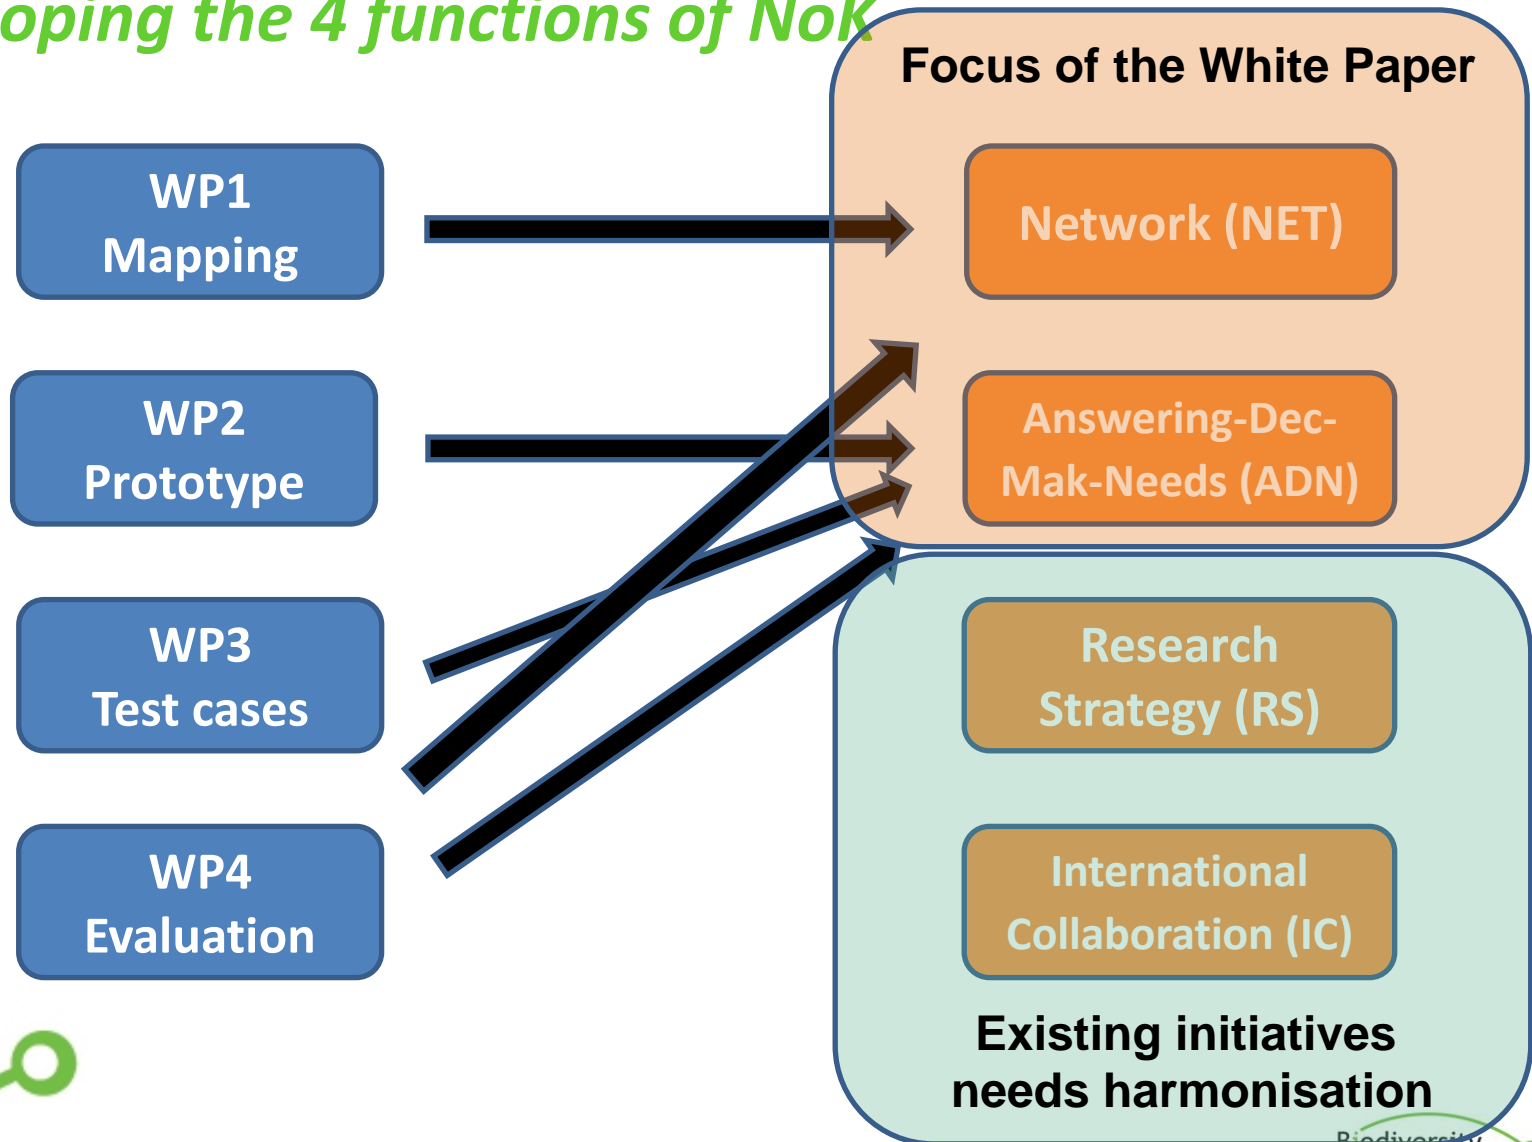 oping the 4 functions of NoK
Focus of the White Paper
WP1
Mapping
Network (NET)
WP2
Prototype
Answering-Dec-
Mak-Needs (ADN)
WP3
Test cases
Research
Strategy (RS)
WP4
Evaluation
International
Collaboration (IC)
Existing initiatives
needs harmonisation
Biodiversity